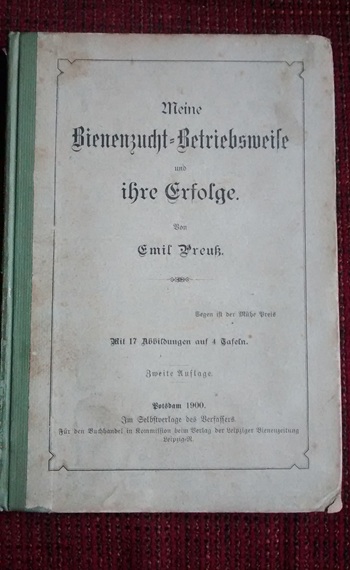 Meine
Bienenzucht-Betriebsweise
und
ihre Erfolge.
Von
Emil Preuß.
Segen ist der Mühe Preis
Mit 17 Abbildungen auf 4 Tafeln.
Zweite Auflage.
Potsdam 1900.
Im Selbstverlage des Verfassers
Für den Buchhandel in Kommission beim Verlag der Leipziger Bienenzeitung
Leipzig-R.